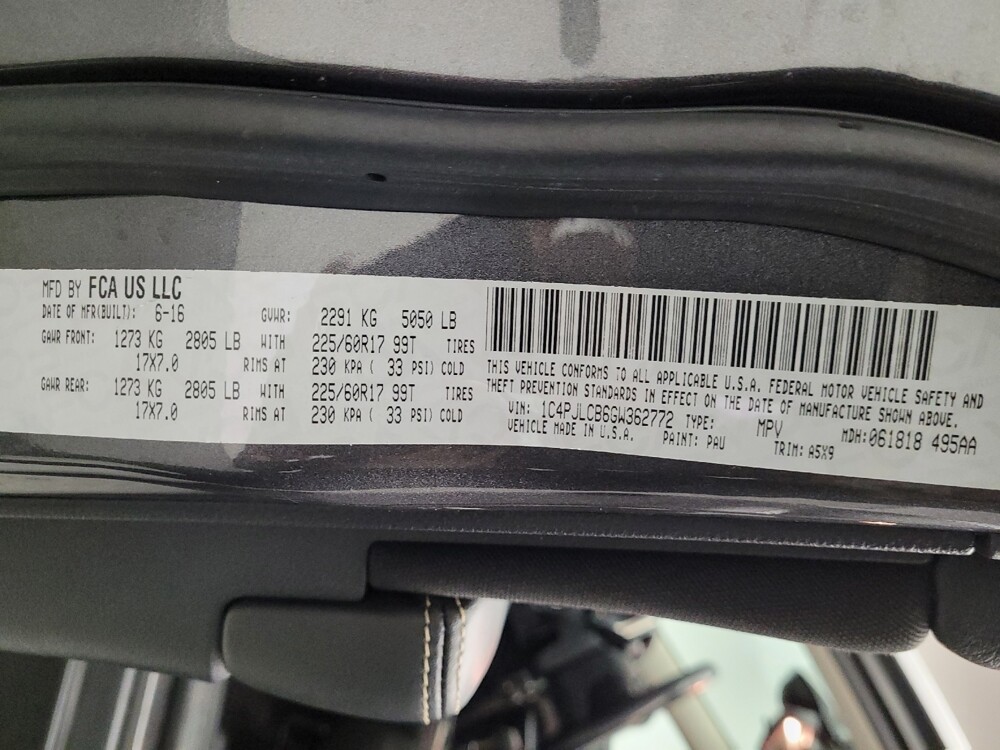 MFD BY FCA US LLC
DATE OF MFR(BUILT): 6-16 GVWR: 2291 KG 5050 LB
GAWR FRONT: 1273 KG 2805 LB WITH 225/60R17 99T TIRES
17X7.0 RIMS AT 230 KPA ( 33 PSI) COLD
GAWR REAR: 1273 KG 2805 LB WITH 225/60R17 99T TIRES
17X7.0 RIMS AT 230 KPA ( 33 PSI) COLD
THIS VEHICLE CONFORMS TO ALL APPLICABLE U.S.A. FEDERAL MOTOR VEHICLE SAFETY AND
THEFT PREVENTION STANDARDS IN EFFECT ON THE DATE OF MANUFACTURE SHOWN ABOVE.
VIN: 1C4PJLCB6GW362772 TYPE: MPV MDH:061818 495AA
VEHICLE MADE IN U.S.A. PAINT: PAU TRIM: A5X9